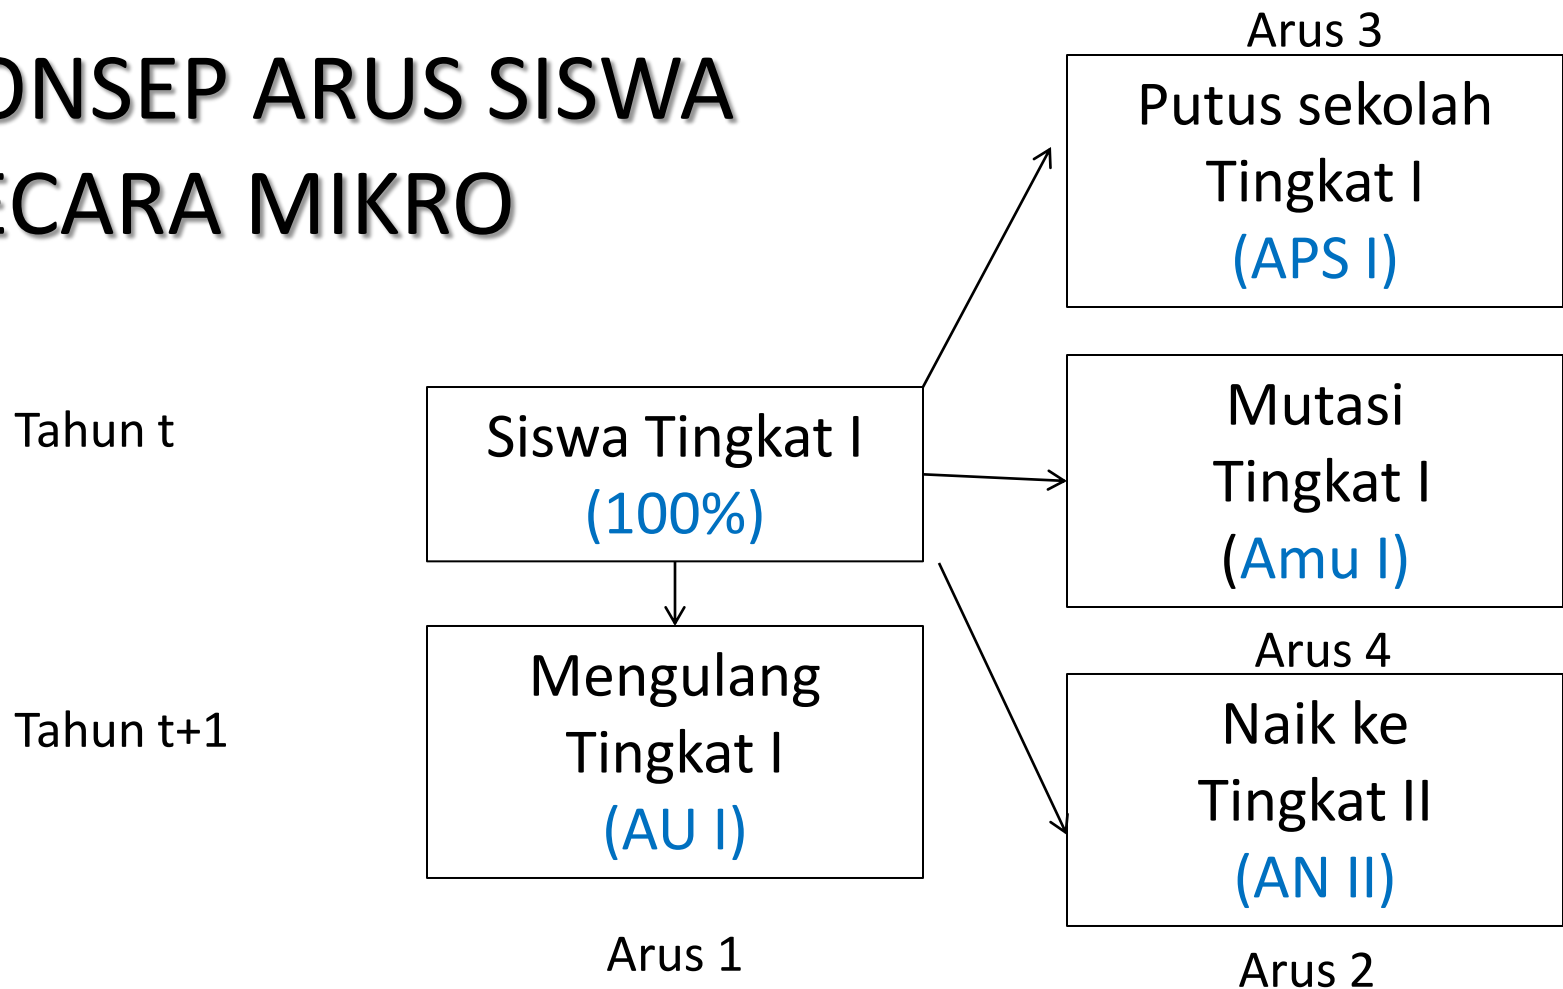 ONSEP ARUS SISWA
ECARA MIKRO
Arus 3
Putus sekolah
Tingkat I
(APS I)
Tahun t
Siswa Tingkat I
(100%)
Mutasi
Tingkat I
(Amu I)
Arus 4
Tahun t+1
Mengulang
Tingkat I
(AU I)
Arus 1
Naik ke
Tingkat II
(AN II)
Arus 2